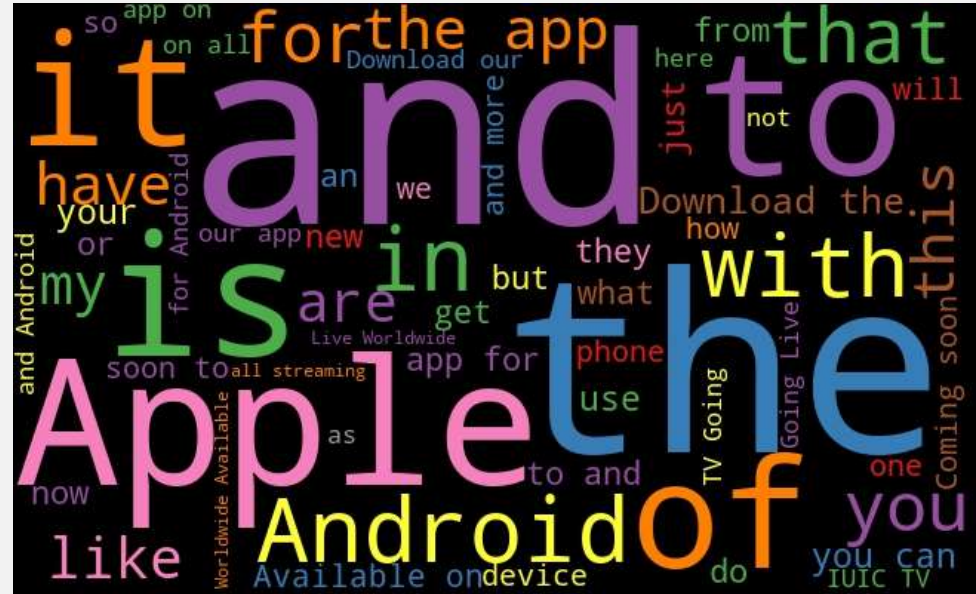 so
app on
on all
for
the app
from
that
it
Download our
here
and
to
will
just
not
and more
have
for Android
an
we
Download the
this
your
how
or
our app
new
in
they
with
and Android
my
is
are
but
what
get
the
Live Worldwide
Going Live
Coming soon
soon to
all streaming
app for
phone
Apple
use
TV Going
as
Worldwide Available
to and
one
now
of
you
Android
like
you can
Available on
device
do
IUIC TV